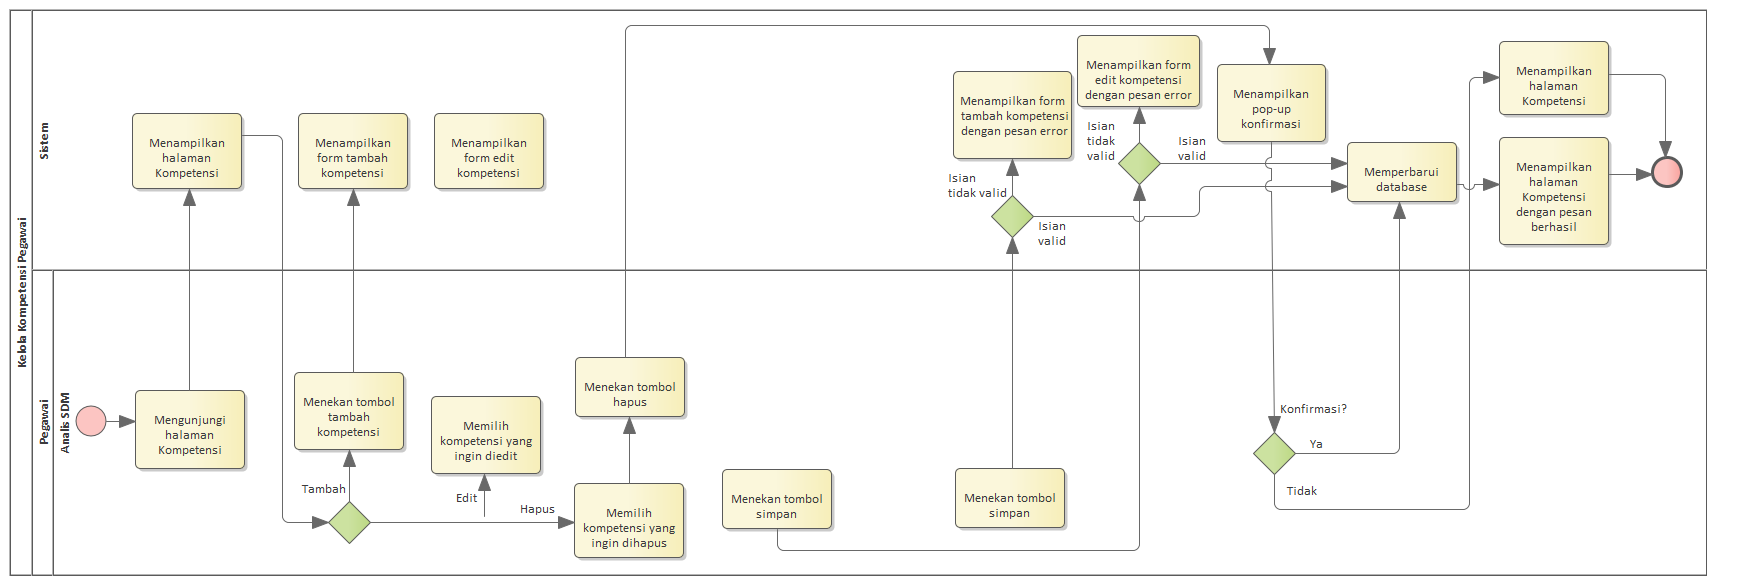 Kelola Kompetensi Pegawai
Sistem
Menampilkan
halaman
Kompetensi
Menampilkan
form tambah
kompetensi
Menampilkan
form edit
kompetensi
Menampilkan form
tambah kompetensi
dengan pesan error
Menampilkan form
edit kompetensi
dengan pesan error
Menampilkan
pop-up
konfirmasi
Isian
tidak valid
Isian
tidak
valid
Isian
valid
Isian
valid
Memperbarui
database
Menampilkan
halaman
Kompetensi
Menampilkan
halaman
Kompetensi
dengan pesan
berhasil
Pegawai
Analis SDM
Mengunjungi
halaman
Kompetensi
Menekan tombol
tambah
kompetensi
Tambah
Memilih
kompetensi yang
ingin diedit
Edit
Hapus
Menekan tombol
hapus
Memilih
kompetensi yang
ingin dihapus
Menekan tombol
simpan
Menekan tombol
simpan
Konfirmasi?
Ya
Tidak